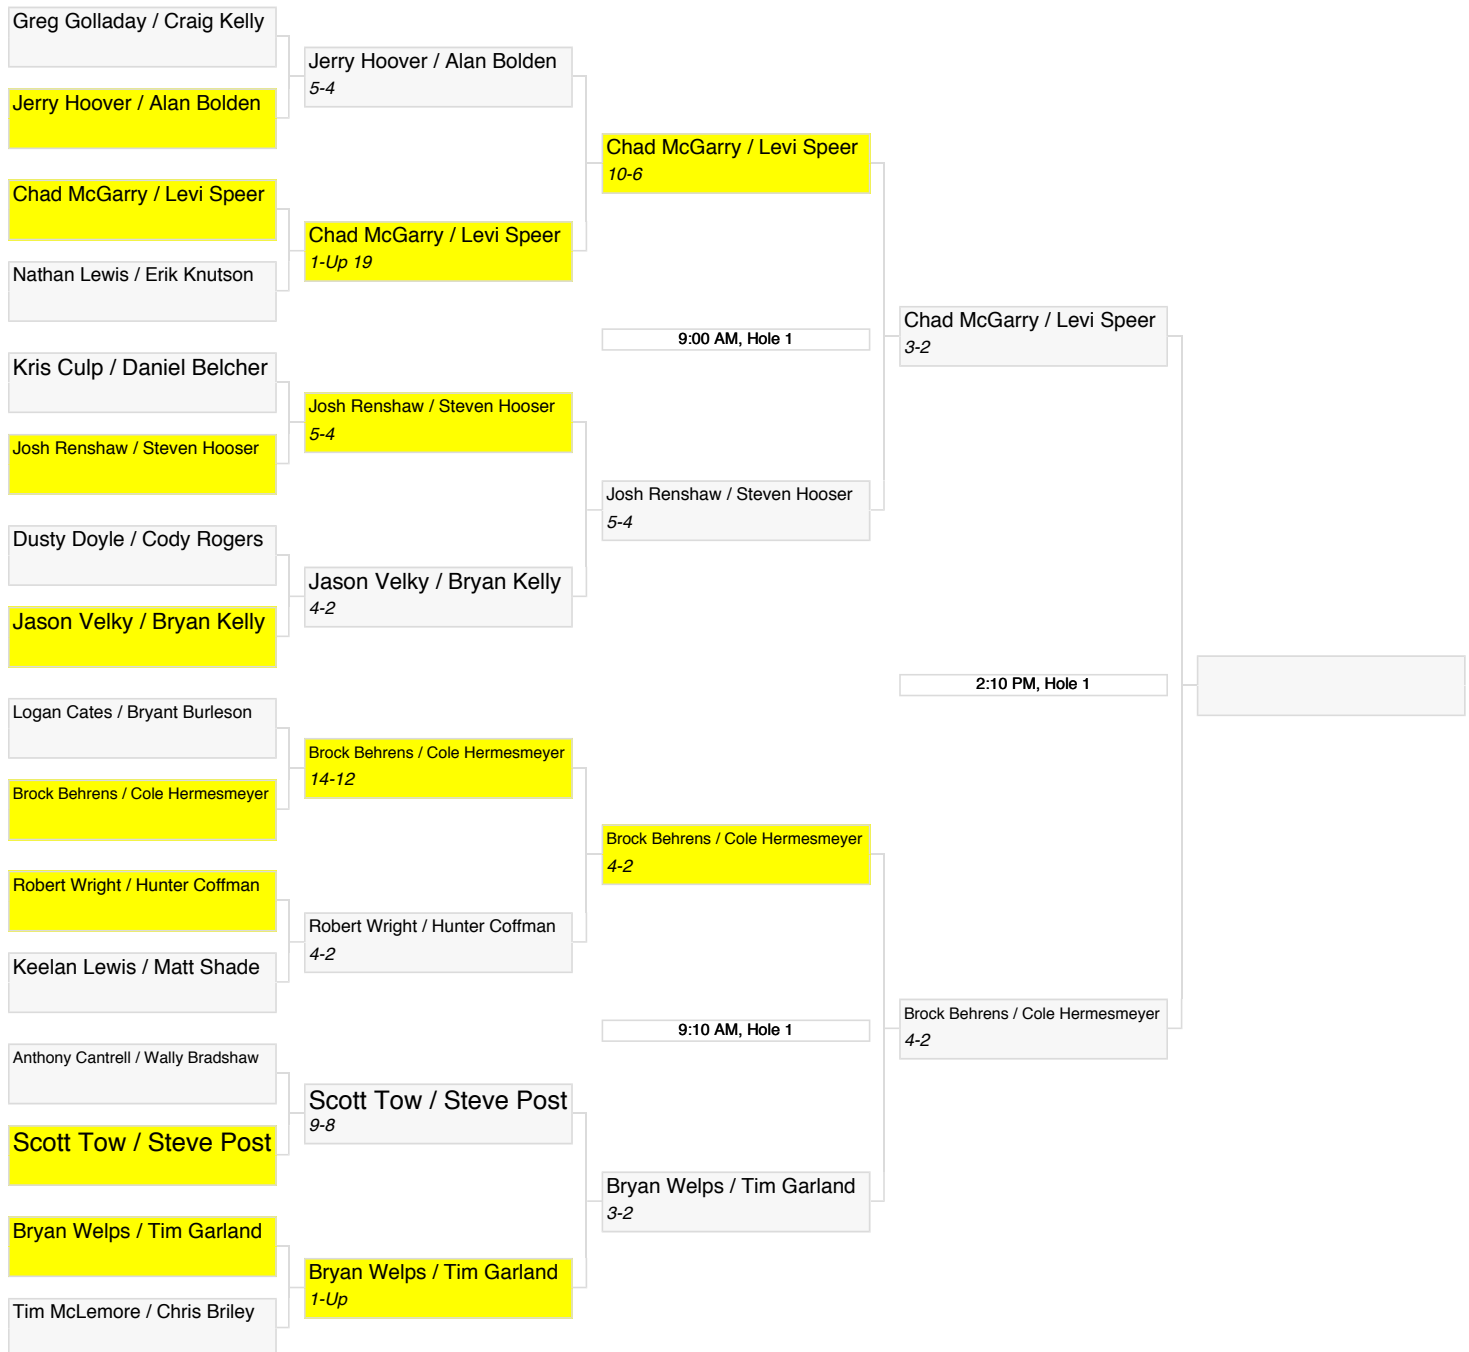 Greg Golladay / Craig Kelly
Jerry Hoover / Alan Bolden
Chad McGarry / Levi Speer
Nathan Lewis / Erik Knutson
Kris Culp / Daniel Belcher
Josh Renshaw / Steven Hooser
Dusty Doyle / Cody Rogers
Jason Velky / Bryan Kelly
Logan Cates / Bryant Burleson
Brock Behrens / Cole Hermesmeyer
Robert Wright / Hunter Coffman
Keelan Lewis / Matt Shade
Anthony Cantrell / Wally Bradshaw
Scott Tow / Steve Post
Bryan Welps / Tim Garland
Tim McLemore / Chris Briley
Jerry Hoover / Alan Bolden
5-4
Chad McGarry / Levi Speer
1-Up 19
Josh Renshaw / Steven Hooser
5-4
Jason Velky / Bryan Kelly
4-2
Brock Behrens / Cole Hermesmeyer
14-12
Robert Wright / Hunter Coffman
4-2
Scott Tow / Steve Post
9-8
Bryan Welps / Tim Garland
1-Up
Chad McGarry / Levi Speer
10-6
9:00 AM, Hole 1
Josh Renshaw / Steven Hooser
5-4
Brock Behrens / Cole Hermesmeyer
4-2
9:10 AM, Hole 1
Bryan Welps / Tim Garland
3-2
Chad McGarry / Levi Speer
3-2
2:10 PM, Hole 1
Brock Behrens / Cole Hermesmeyer
4-2